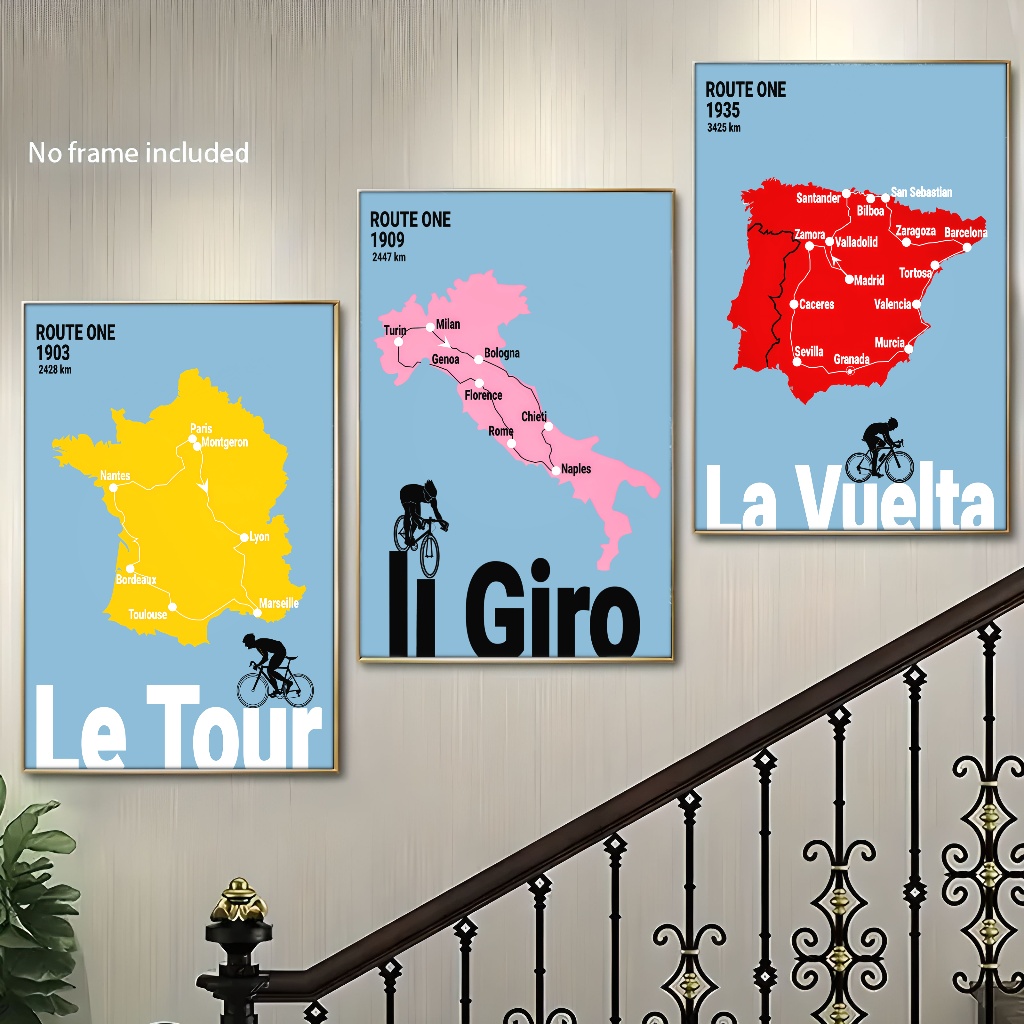 No frame included
ROUTE ONE
1903
2428 km
Paris
Montgeron
Nantes
Lyon
Bordeaux
Toulouse
Marseille
Le Tour
ROUTE ONE
1909
2447 km
Turin
Milan
Genoa
Bologna
Florence
Chieti
Rome
Naples
Il Giro
ROUTE ONE
1935
3425 km
Santander
San Sebastian
Bilboa
Zamora
Valladolid
Zaragoza
Barcelona
Madrid
Tortosa
Caceres
Valencia
Murcia
Sevilla
Granada
La Vuelta